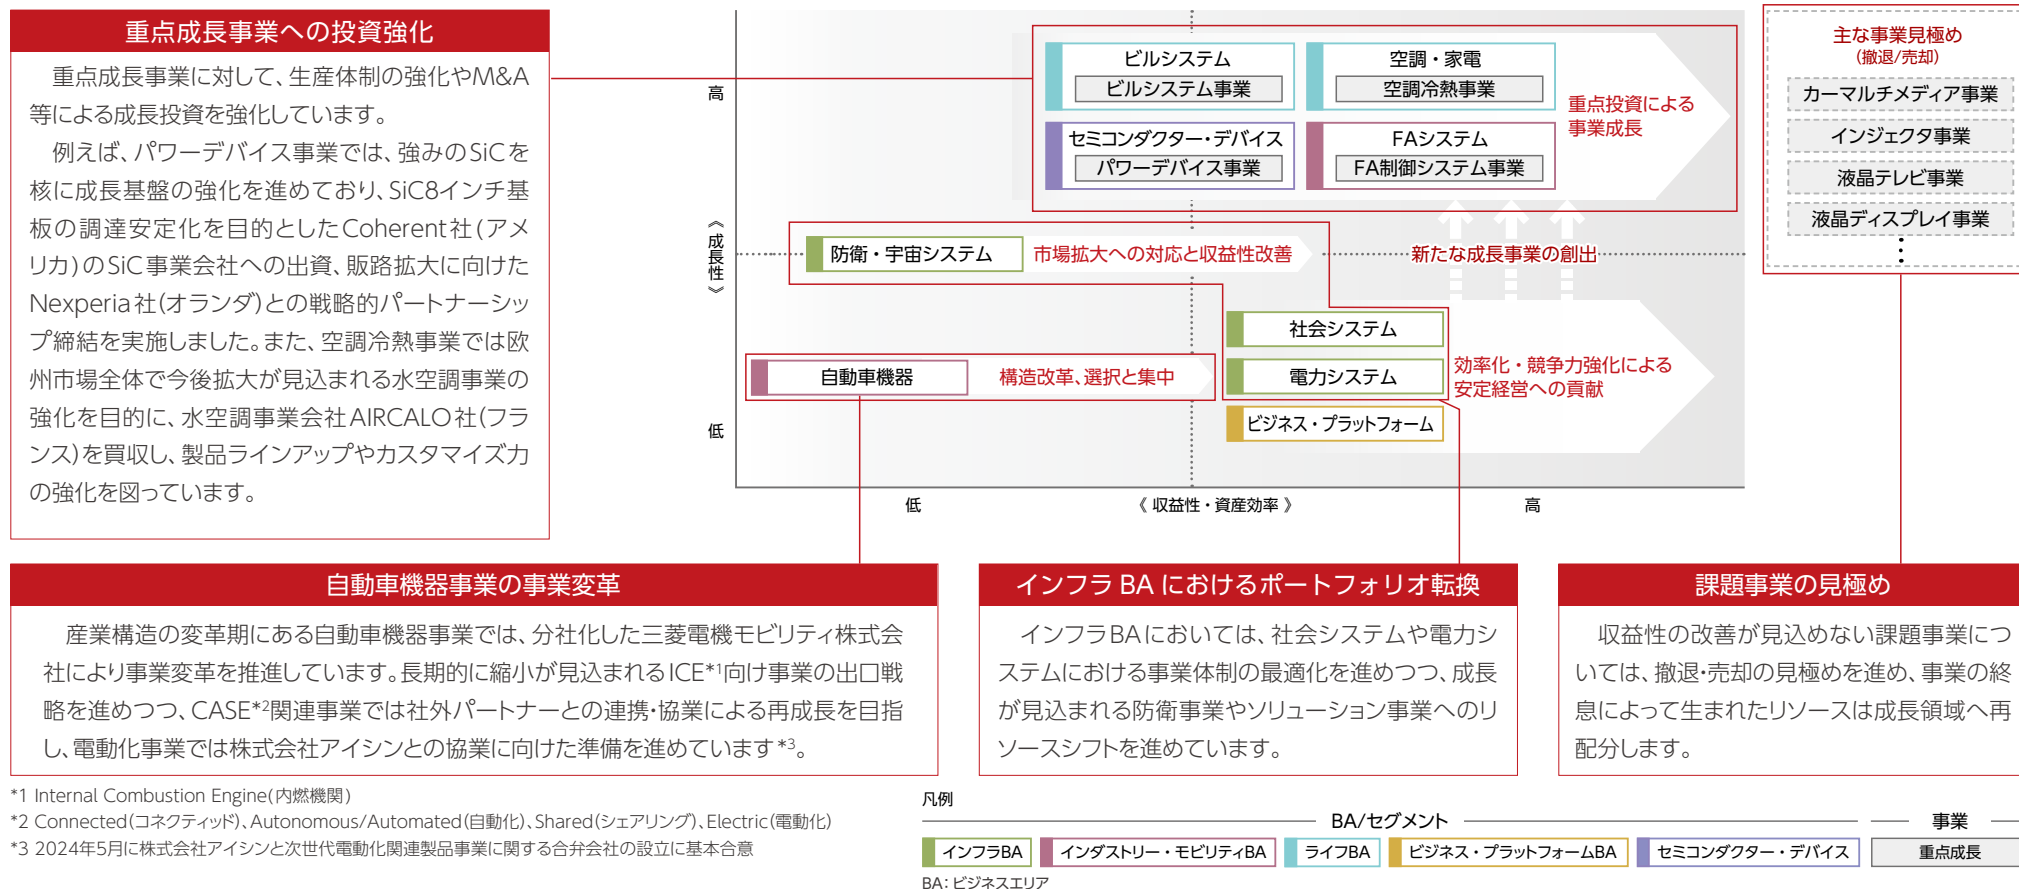 重点成長事業への投資強化
重点成長事業に対して、生産体制の強化やM&A
等による成長投資を強化しています。
例えば、パワーデバイス事業では、強みのSiCを
核に成長基盤の強化を進めており、SiC8インチ基
板の調達安定化を目的としたCoherent社(アメ
リカ)のSiC事業会社への出資、販路拡大に向けた
Nexperia社(オランダ)との戦略的パートナーシッ
プ締結を実施しました。また、空調冷熱事業では欧
州市場全体で今後拡大が見込まれる水空調事業の
強化を目的に、水空調事業会社AIRCALO社(フラ
ンス)を買収し、製品ラインアップやカスタマイズ力
の強化を図っています。
高
《成長性》
低
ビルシステム
ビルシステム事業
空調・家電
空調冷熱事業
セミコンダクター・デバイス
パワーデバイス事業
FAシステム
FA制御システム事業
重点投資による
事業成長
防衛・宇宙システム
市場拡大への対応と収益性改善
新たな成長事業の創出
社会システム
自動車機器
構造改革、選択と集中
電力システム
効率化・競争力強化による
安定経営への貢献
ビジネス・プラットフォーム
低
《 収益性・資産効率 》
高
主な事業見極め
(撤退/売却)
カーマルチメディア事業
インジェクタ事業
液晶テレビ事業
液晶ディスプレイ事業
自動車機器事業の事業変革
産業構造の変革期にある自動車機器事業では、分社化した三菱電機モビリティ株式会
社により事業変革を推進しています。長期的に縮小が見込まれるICE*1向け事業の出口戦
略を進めつつ、CASE*2関連事業では社外パートナーとの連携・協業による再成長を目指
し、電動化事業では株式会社アイシンとの協業に向けた準備を進めています*3。
インフラBAにおけるポートフォリオ転換
インフラBAにおいては、社会システムや電力シ
ステムにおける事業体制の最適化を進めつつ、成長
が見込まれる防衛事業やソリューション事業へのリ
ソースシフトを進めています。
課題事業の見極め
収益性の改善が見込めない課題事業につ
いては、撤退・売却の見極めを進め、事業の終
息によって生まれたリソースは成長領域へ再
配分します。
*1 Internal Combustion Engine(内燃機関)
*2 Connected(コネクティッド)、Autonomous/Automated(自動化)、Shared(シェアリング)、Electric(電動化)
*3 2024年5月に株式会社アイシンと次世代電動化関連製品事業に関する合弁会社の設立に基本合意
凡例
BA/セグメント
事業
インフラBA
インダストリー・モビリティBA
ライフBA
ビジネス・プラットフォームBA
セミコンダクター・デバイス
重点成長
BA: ビジネスエリア